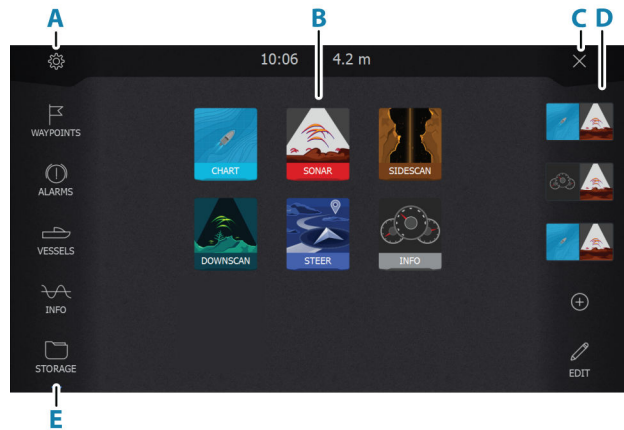 A
B
C
D
10:06
4.2 m
WAYPOINTS
ALARMS
VESSELS
INFO
STORAGE
CHART
SONAR
SIDESCAN
DOWNSCAN
STEER
INFO
EDIT
E